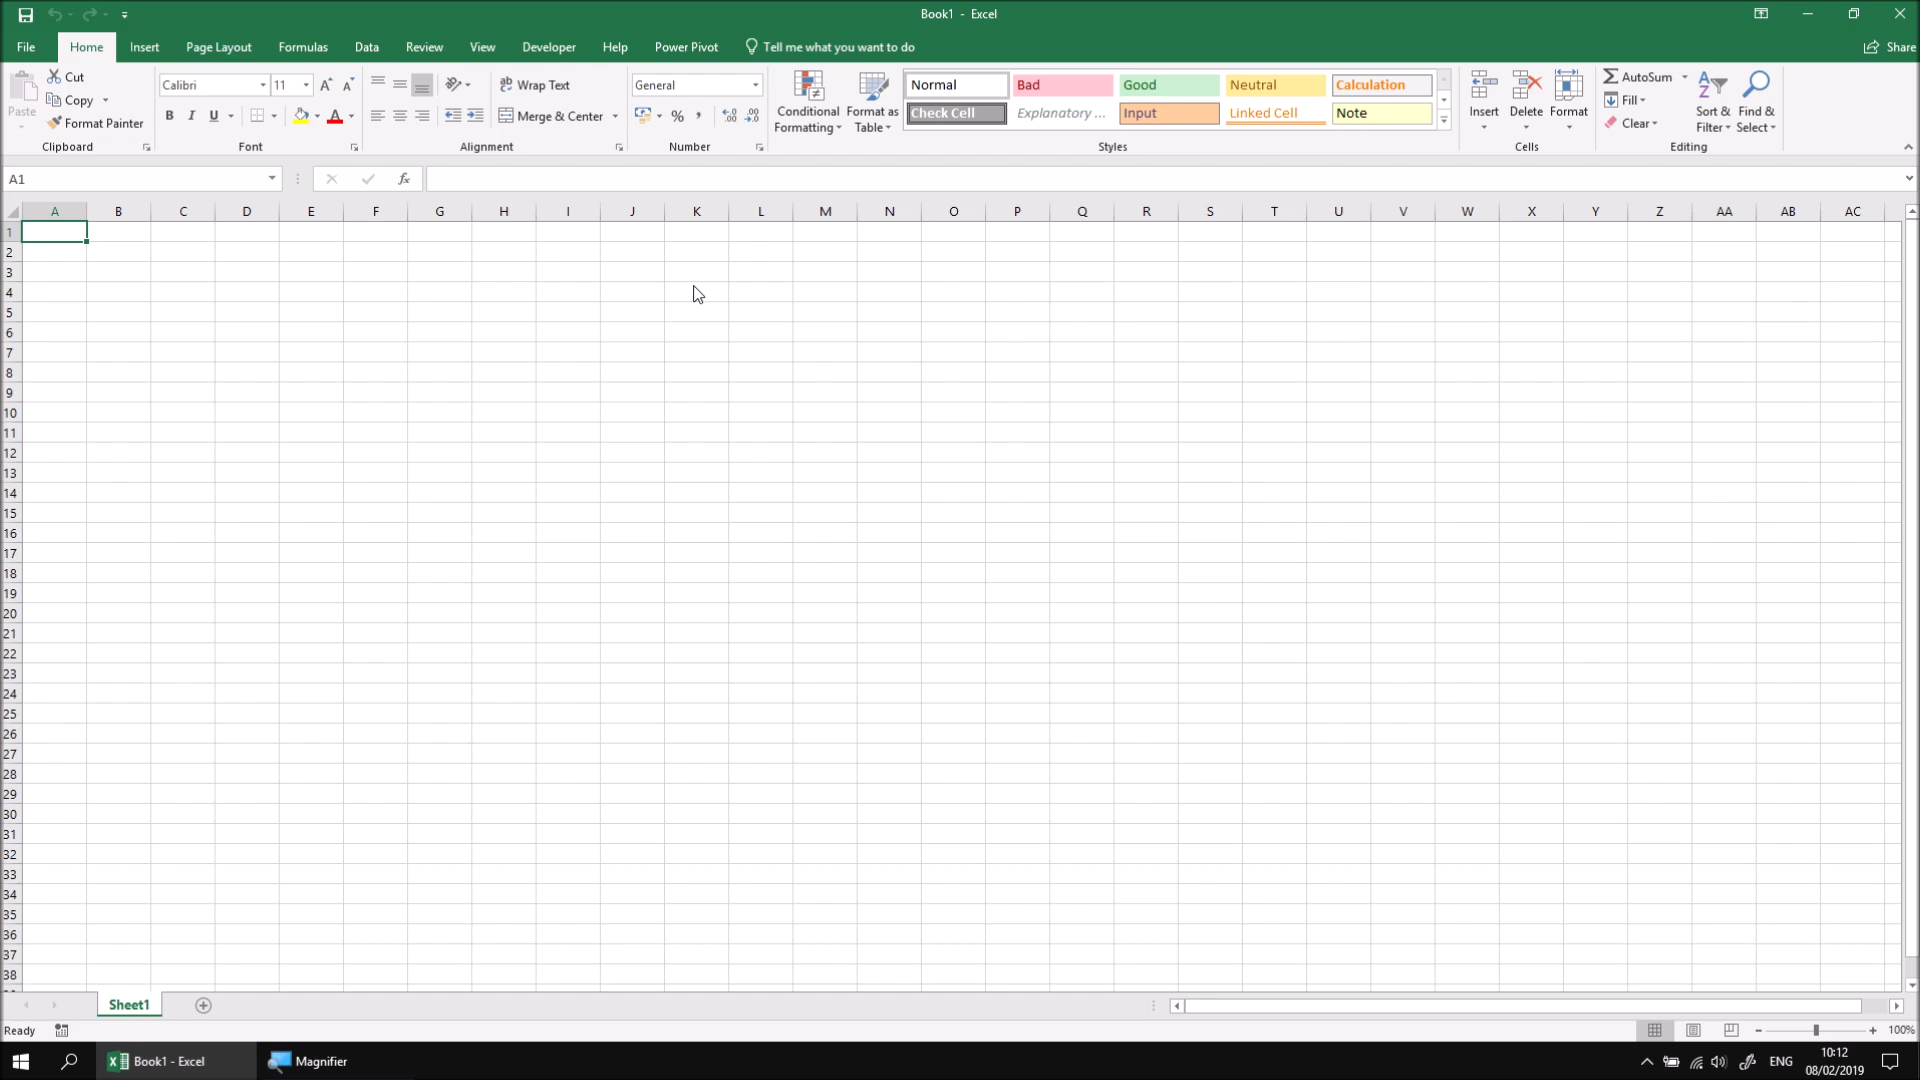 Book1 - Excel
File Home Insert Page Layout Formulas Data Review View Developer Help Power Pivot Tell me what you want to do Share
Paste Cut Copy Format Painter Clipboard
Calibri 11 B I U A Font
Wrap Text Merge & Center Alignment
General % , Number
Conditional Formatting Format as Table
Normal Bad Good Neutral Calculation
Check Cell Explanatory ... Input Linked Cell Note
Styles
Insert Delete Format Cells
AutoSum Fill Clear Sort & Filter Find & Select Editing
A1 fx
A B C D E F G H I J K L M N O P Q R S T U V W X Y Z AA AB AC
1
2
3
4
5
6
7
8
9
10
11
12
13
14
15
16
17
18
19
20
21
22
23
24
25
26
27
28
29
30
31
32
33
34
35
36
37
38
Sheet1
Ready 100%
Book1 - Excel Magnifier ENG 10:12
08/02/2019